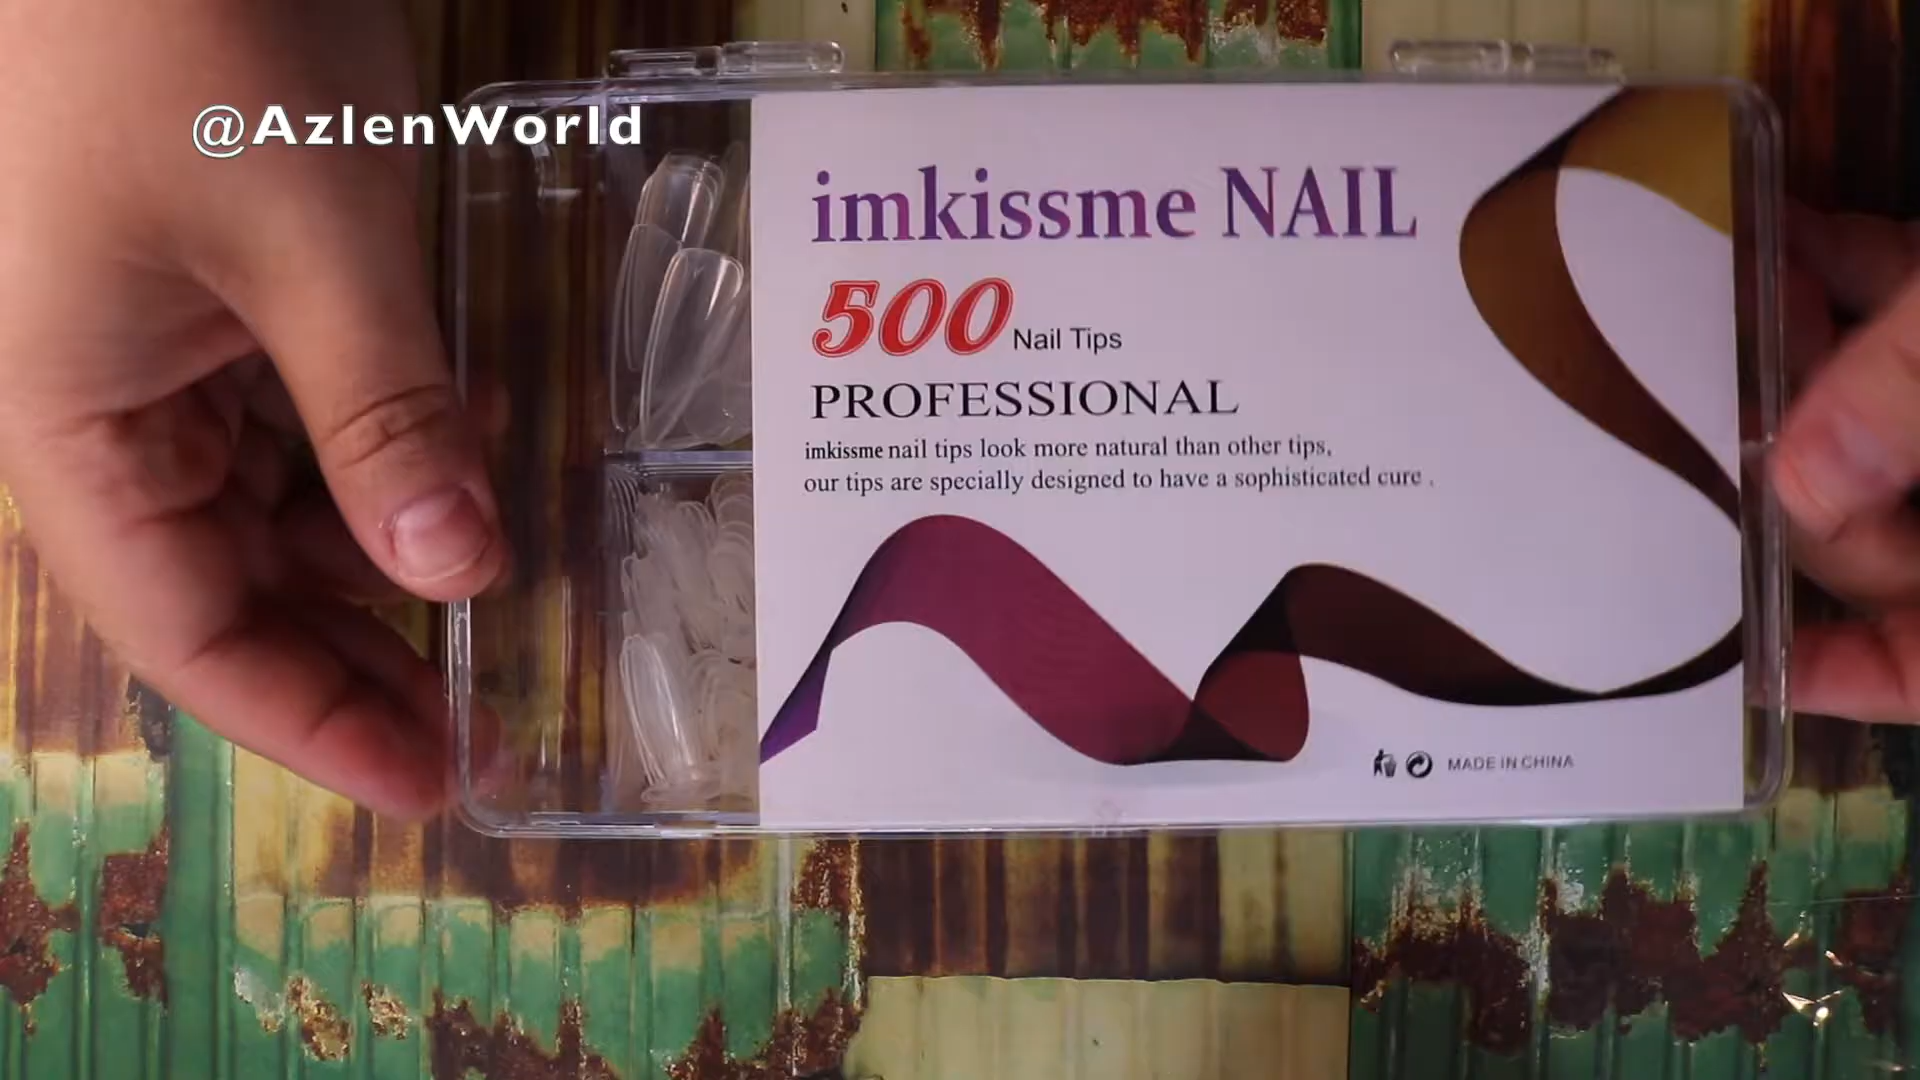 @AzlenWorld
imkissme NAIL
500 Nail Tips
PROFESSIONAL
imkissme nail tips look more natural than other tips,
our tips are specially designed to have a sophisticated cure .
MADE IN CHINA